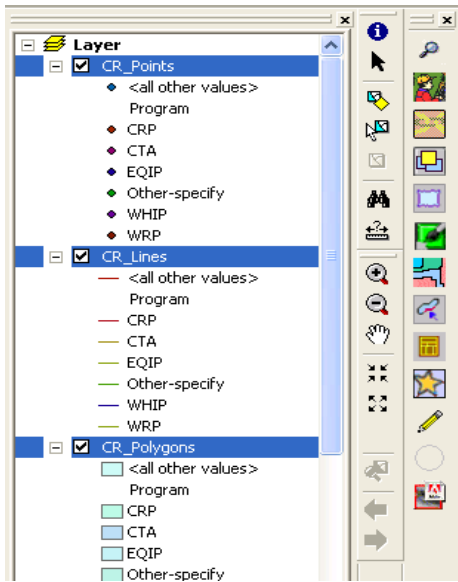 Layer
CR_Points
<all other values>
Program
CRP
CTA
EQIP
Other-specify
WHIP
WRP
CR_Lines
<all other values>
Program
CRP
CTA
EQIP
Other-specify
WHIP
WRP
CR_Polygons
<all other values>
Program
CRP
CTA
EQIP
Other-specify